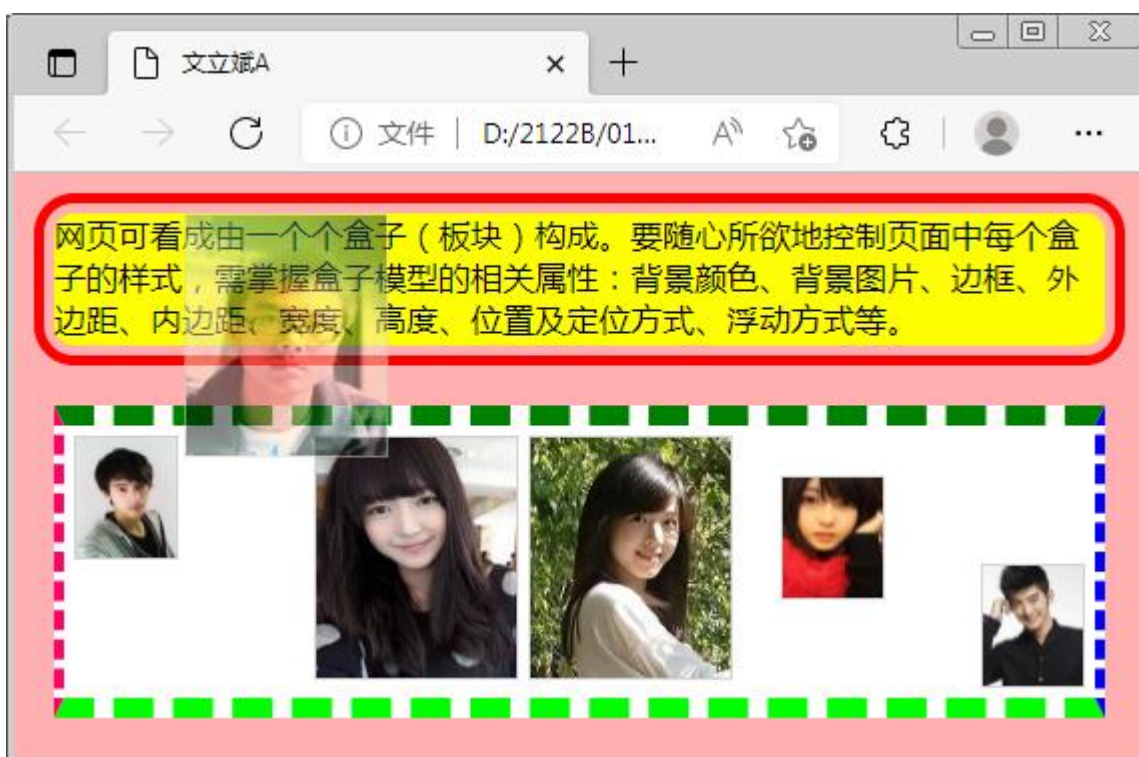 文立斌A
文件 D:/2122B/01...
网页可看成由一个个盒子（板块）构成。要随心所欲地控制页面中每个盒
子的样式，需掌握盒子模型的相关属性：背景颜色、背景图片、边框、外
边距、内边距、宽度、高度、位置及定位方式、浮动方式等。